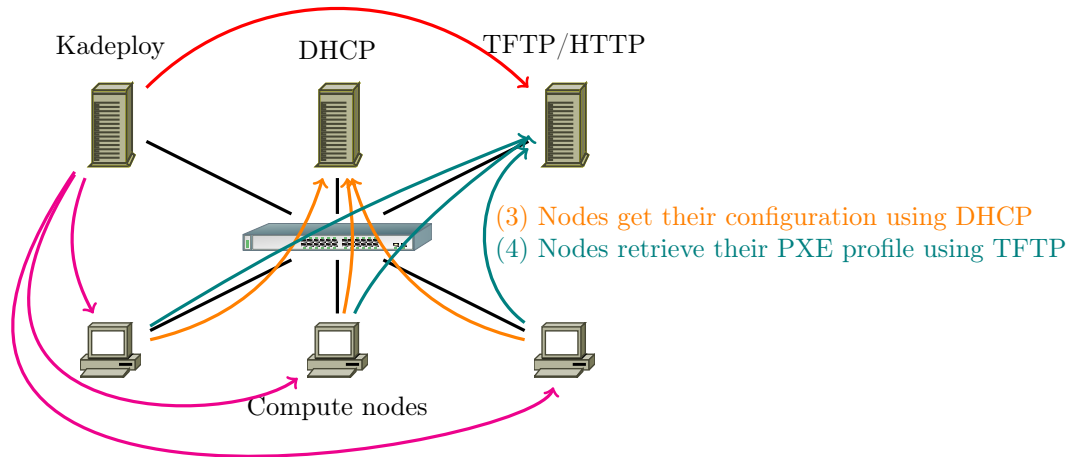 Kadeploy
DHCP
TFTP/HTTP
(3) Nodes get their configuration using DHCP
(4) Nodes retrieve their PXE profile using TFTP
Compute nodes